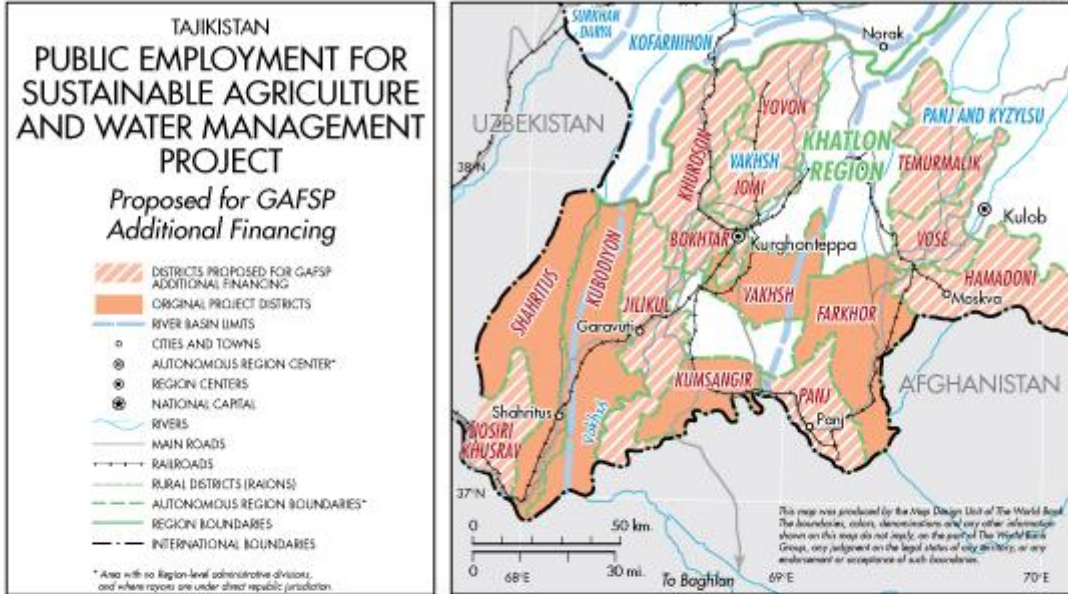 TAJIKISTAN
PUBLIC EMPLOYMENT FOR
SUSTAINABLE AGRICULTURE
AND WATER MANAGEMENT
PROJECT
Proposed for GAFSP
Additional Financing
DISTRICTS PROPOSED FOR GAFSP
ADDITIONAL FINANCING
ORIGINAL PROJECT DISTRICTS
RIVER BASIN LIMITS
CITIES AND TOWNS
AUTONOMOUS REGION CENTER*
REGION CENTERS
NATIONAL CAPITAL
RIVERS
MAIN ROADS
RAILROADS
RURAL DISTRICTS (RAIONS)
AUTONOMOUS REGION BOUNDARIES*
REGION BOUNDARIES
INTERNATIONAL BOUNDARIES
* Area with no Region-level administrative divisions,
and where rayons are under direct republic jurisdiction.
SURKHAN
DARYA
KOFARNIHON
Norak
UZBEKISTAN
YOVON
PANJ AND KYZYLSU
KHATLON
REGION
VAKHSH
TEMURMALIK
KHUROSON
JOMI
38°N
Kulob
BOKHTAR
Kurghonteppa
VOSE
HAMADONI
Moskva
SHAHRITUS
KUBODIYON
JILIKUL
VAKHSH
FARKHOR
Garavuti
KUMSANGIR
PANJ
AFGHANISTAN
Shahritus
Vakhsh
Panj
NOSIRI
KHUSRAV
37°N
0 50 km.
0 30 mi.
68°E
To Baghlan
69°E
70°E
This map was produced by the Map Design Unit of The World Bank.
The boundaries, colors, denominations and any other information
shown on this map do not imply, on the part of The World Bank
Group, any judgment on the legal status of any territory, or any
endorsement or acceptance of such boundaries.